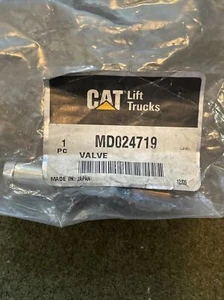 CAT Lift
Trucks
1 MD024719
PC VALVE
MADE IN JAPAN